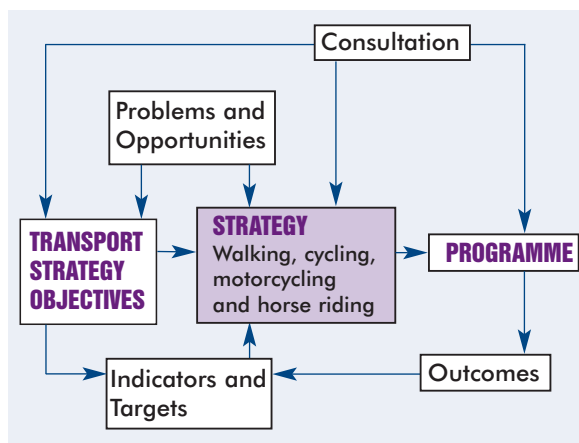 Consultation
Problems and
Opportunities
TRANSPORT
STRATEGY
OBJECTIVES
STRATEGY
Walking, cycling,
motorcycling
and horse riding
PROGRAMME
Indicators and
Targets
Outcomes